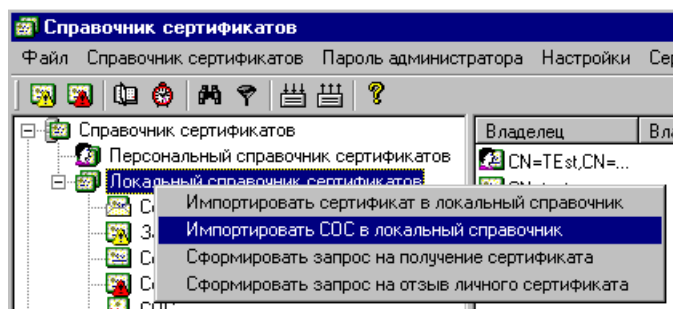 Справочник сертификатов
Файл Справочник сертификатов Пароль администратора Настройки
Справочник сертификатов
Персональный справочник сертификатов
Локальный справочник сертификатов
Владелец
CN=TEst,CN=...
Импортировать сертификат в локальный справочник
Импортировать СОС в локальный справочник
Сформировать запрос на получение сертификата
Сформировать запрос на отзыв личного сертификата